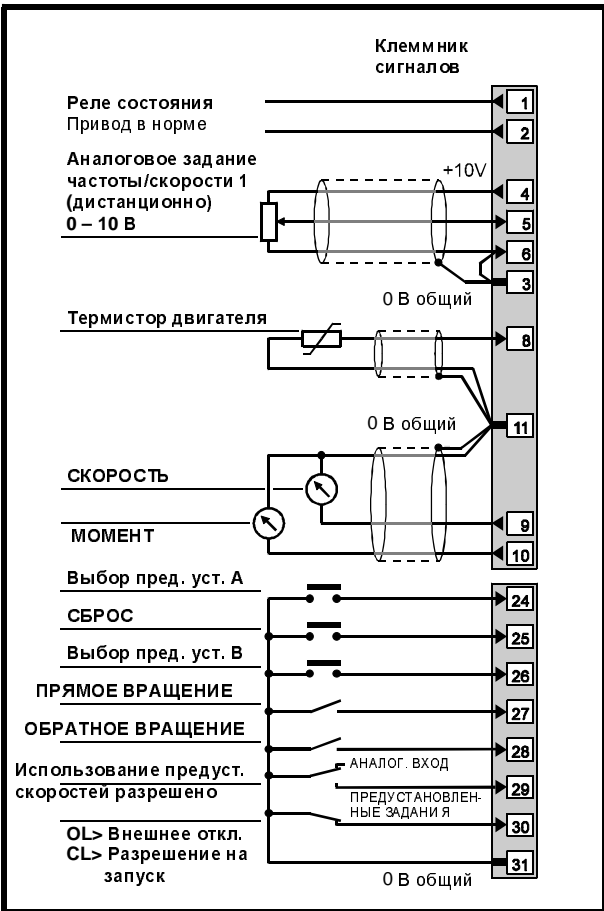 Клеммник
сигналов
Реле состояния
Привод в норме
1
2
Аналоговое задание
частоты/скорости 1
(дистанционно)
0 – 10 В
+10V
4
5
6
3
0 В общий
Термистор двигателя
8
0 В общий
11
СКОРОСТЬ
МОМЕНТ
9
10
Выбор пред. уст. А
24
СБРОС
25
Выбор пред. уст. В
26
ПРЯМОЕ ВРАЩЕНИЕ
27
ОБРАТНОЕ ВРАЩЕНИЕ
28
Использование предуст.
скоростей разрешено
АНАЛОГ. ВХОД
29
ПРЕДУСТАНОВЛЕН-
НЫЕ ЗАДАНИЯ
30
OL> Внешнее откл.
CL> Разрешение на
запуск
31
0 В общий